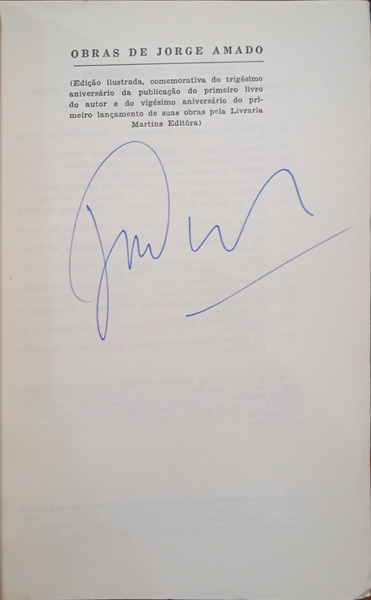 OBRAS DE JORGE AMADO
(Edição ilustrada, comemorativa do trigésimo
aniversário da publicação do primeiro livro
do autor e do vigésimo aniversário do pri-
meiro lançamento de suas obras pela Livraria
Martins Editôra)